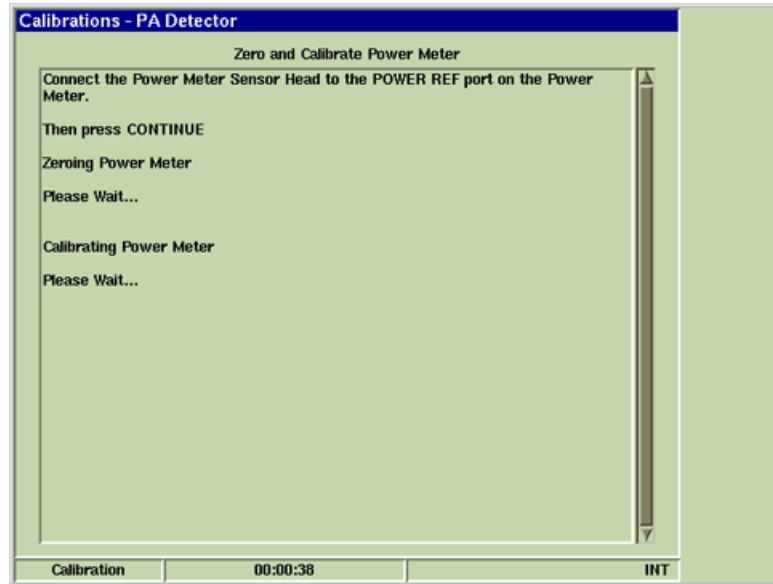 Calibrations - PA Detector
Zero and Calibrate Power Meter
Connect the Power Meter Sensor Head to the POWER REF port on the Power
Meter.
Then press CONTINUE
Zeroing Power Meter
Please Wait...
Calibrating Power Meter
Please Wait...
Calibration
00:00:38
INT